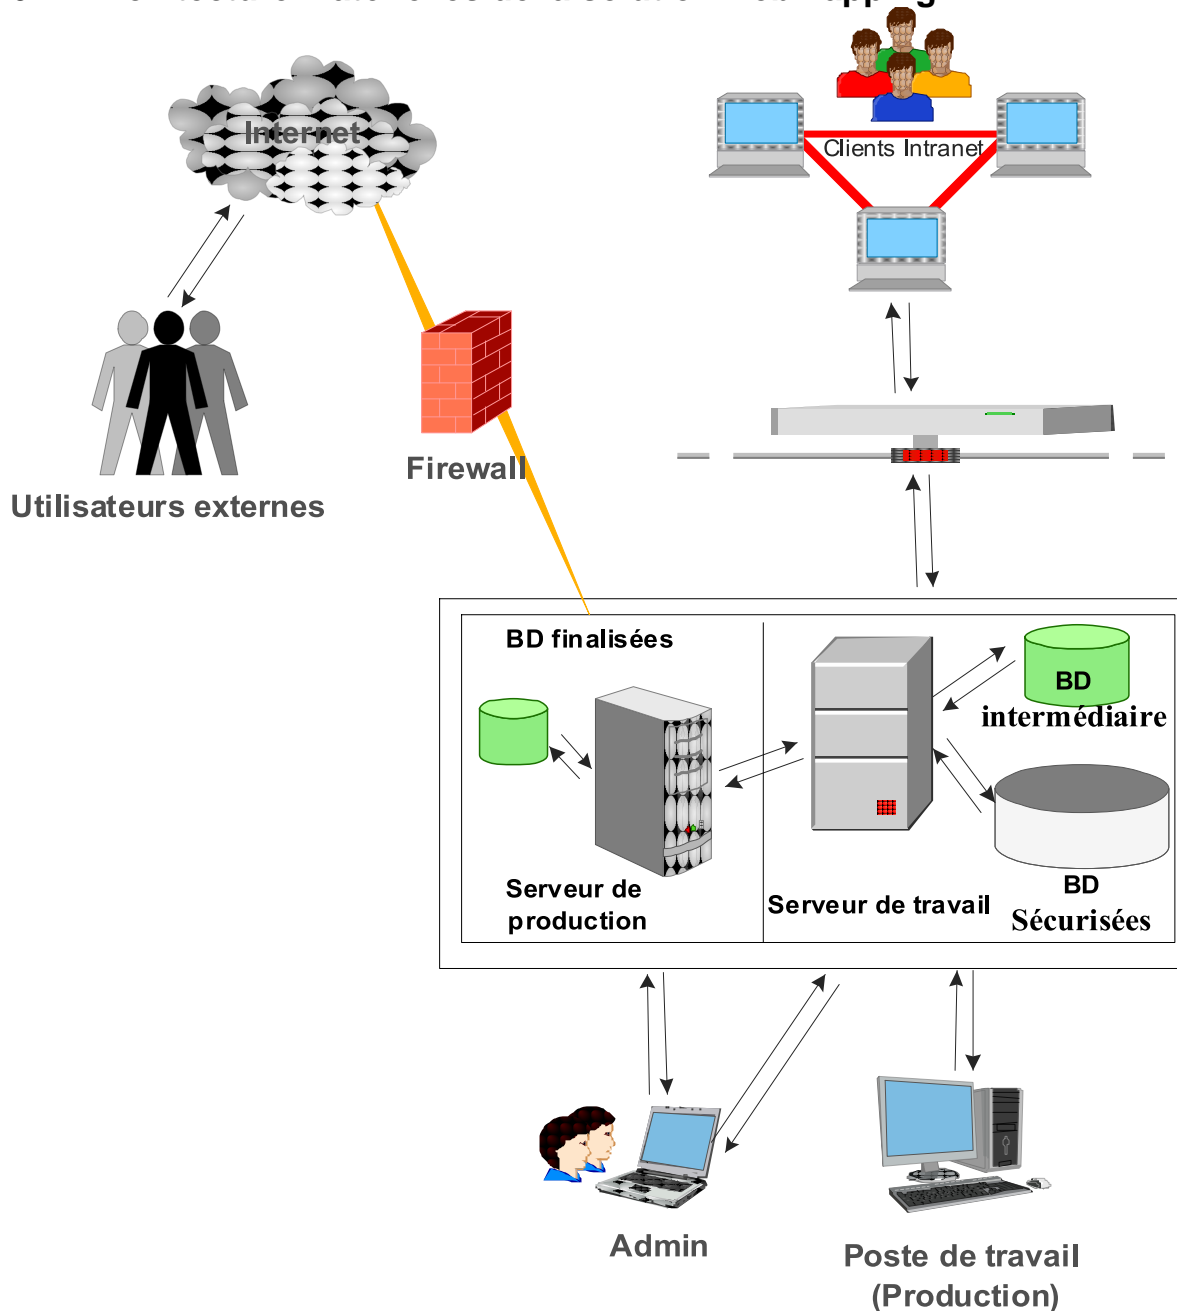 Internet
Clients Intranet
Firewall
Utilisateurs externes
BD finalisées
BD
intermédiaire
Serveur de
production
Serveur de travail
BD
Sécurisées
Admin
Poste de travail
(Production)